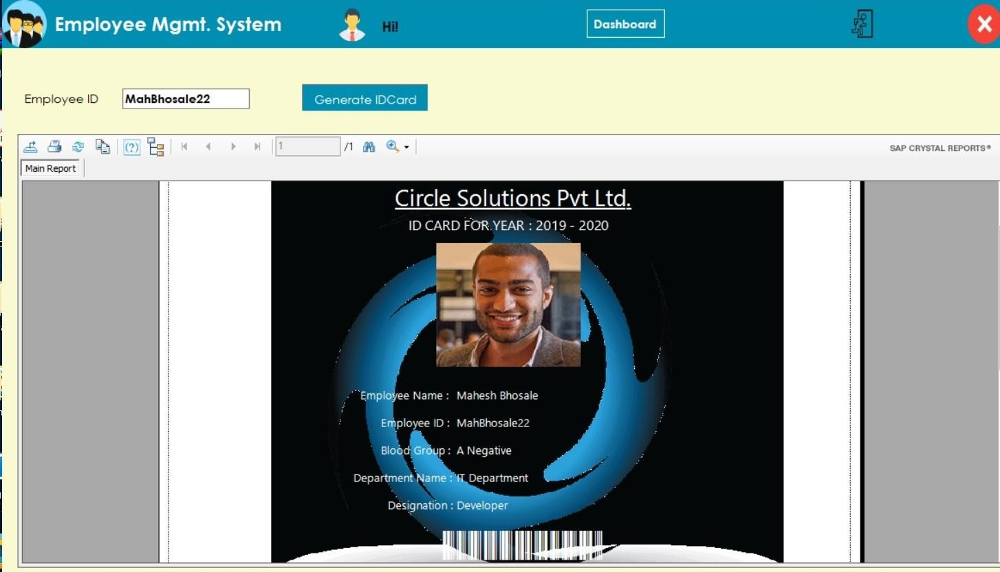 Employee Mgmt. System Hi! Dashboard
Employee ID MahBhosale22 Generate IDCard
1 /1 SAP CRYSTAL REPORTS®
Main Report
Circle Solutions Pvt Ltd.
ID CARD FOR YEAR : 2019 - 2020
Employee Name : Mahesh Bhosale
Employee ID : MahBhosale22
Blood Group : A Negative
Department Name : IT Department
Designation : Developer